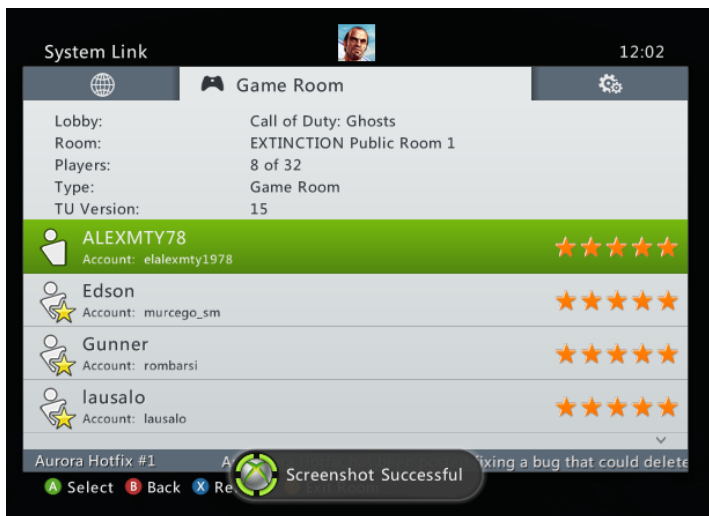 System Link
12:02
Game Room
Lobby: Call of Duty: Ghosts
Room: EXTINCTION Public Room 1
Players: 8 of 32
Type: Game Room
TU Version: 15
ALEXMTY78
Account: elalexmty1978
Edson
Account: murcego_sm
Gunner
Account: rombarsi
lausalo
Account: lausalo
Aurora Hotfix #1
a bug that could delete
Screenshot Successful
A Select B Back X Exit Room